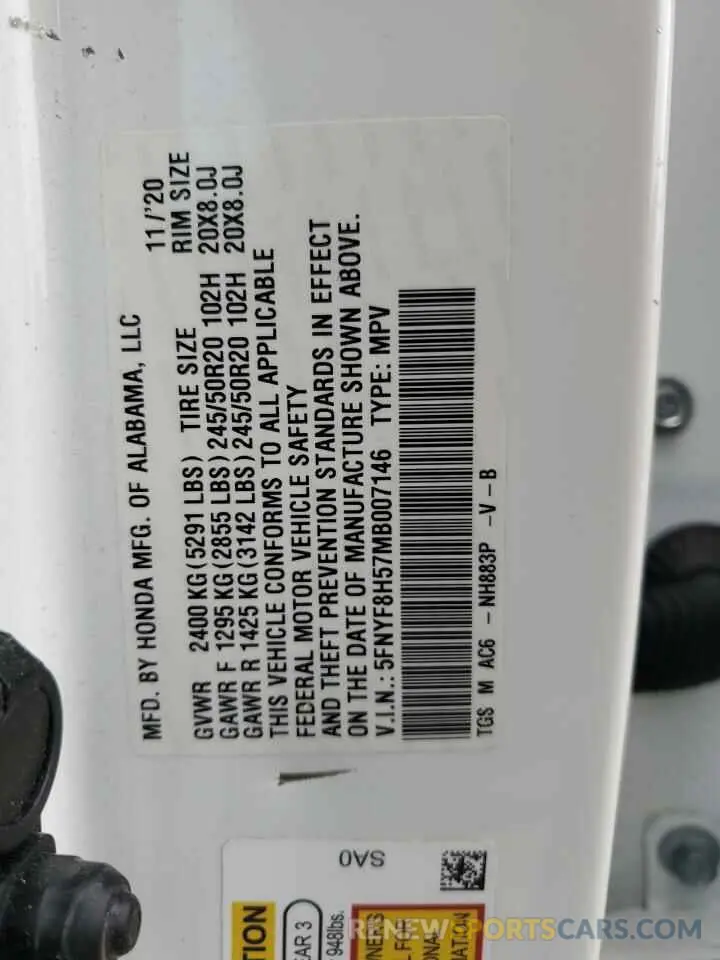 MFD. BY HONDA MFG. OF ALABAMA, LLC 11/'20
GVWR 2400 KG (5291 LBS) TIRE SIZE RIM SIZE
GAWR F 1295 KG (2855 LBS) 245/50R20 102H 20X8.0J
GAWR R 1425 KG (3142 LBS) 245/50R20 102H 20X8.0J
THIS VEHICLE CONFORMS TO ALL APPLICABLE
FEDERAL MOTOR VEHICLE SAFETY
AND THEFT PREVENTION STANDARDS IN EFFECT
ON THE DATE OF MANUFACTURE SHOWN ABOVE.
V.I.N.: 5FNYF8H57MB007146 TYPE: MPV
TGS M AC6 - NH883P -V - B
SA0
948lbs.
RENEWSPORTSCARS.COM